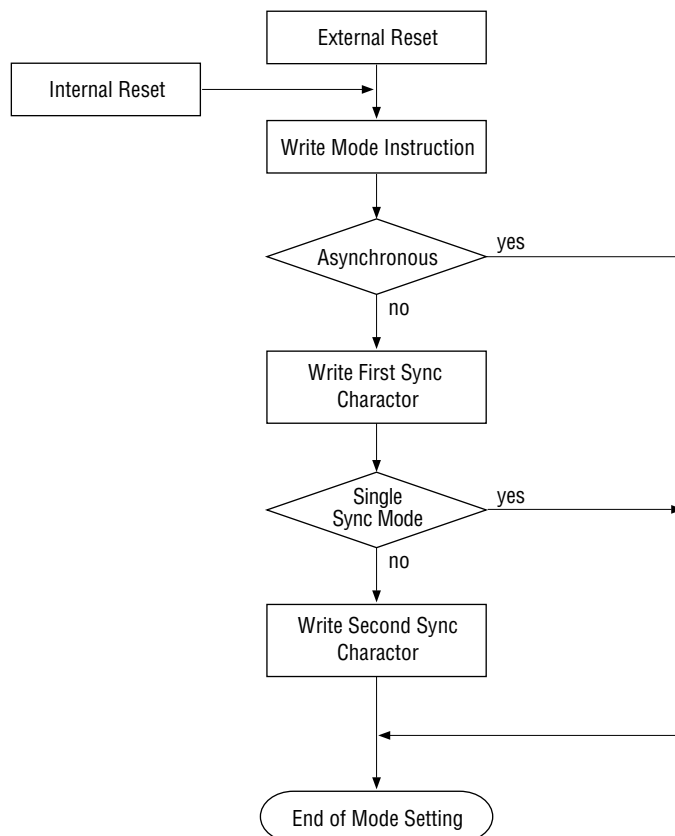 External Reset
Internal Reset
Write Mode Instruction
Asynchronous
yes
no
Write First Sync
Charactor
Single
Sync Mode
yes
no
Write Second Sync
Charactor
End of Mode Setting